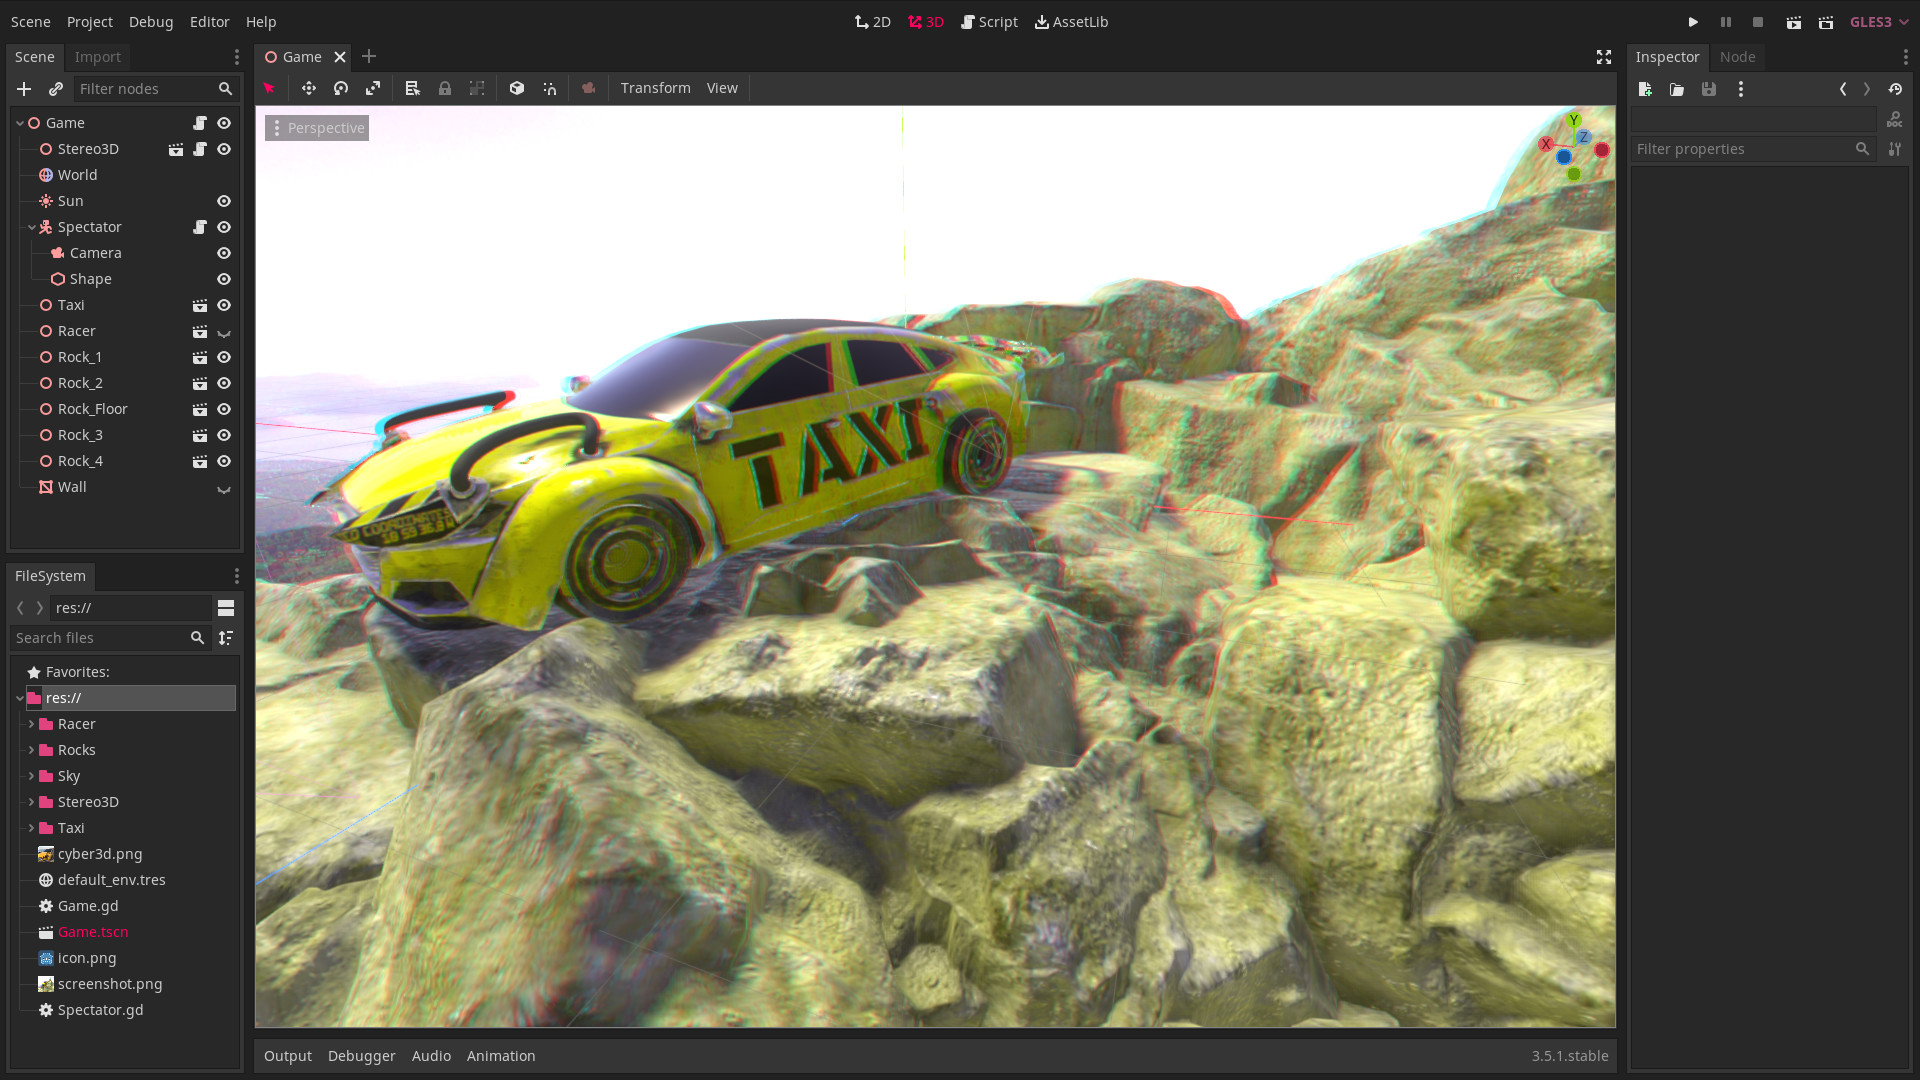 Scene Project Debug Editor Help
2D 3D Script AssetLib
GLES3
Scene Import
Filter nodes
Game
Stereo3D
World
Sun
Spectator
Camera
Shape
Taxi
Racer
Rock_1
Rock_2
Rock_Floor
Rock_3
Rock_4
Wall
FileSystem
res://
Search files
Favorites:
res://
Racer
Rocks
Sky
Stereo3D
Taxi
cyber3d.png
default_env.tres
Game.gd
Game.tscn
icon.png
screenshot.png
Spectator.gd
Game
Transform View
Perspective
Y
X Z
TAXI
COORDINATES
Output Debugger Audio Animation
3.5.1.stable
Inspector Node
DOC
Filter properties